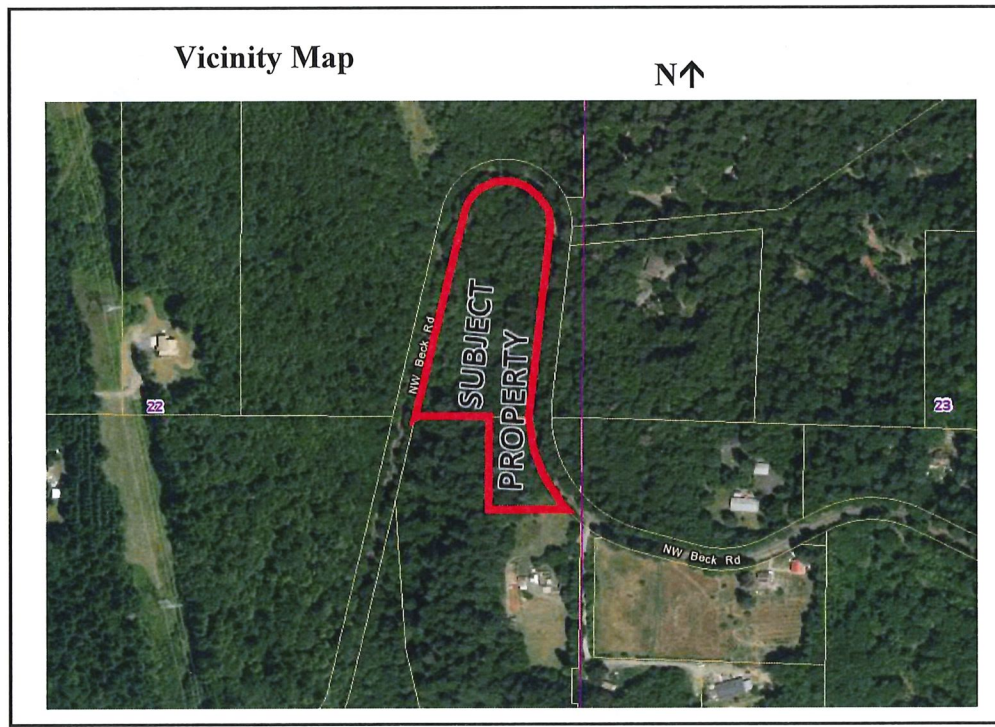 Vicinity Map
N↑
NW Beck Rd
SUBJECT
PROPERTY
22
23
NW Beck Rd